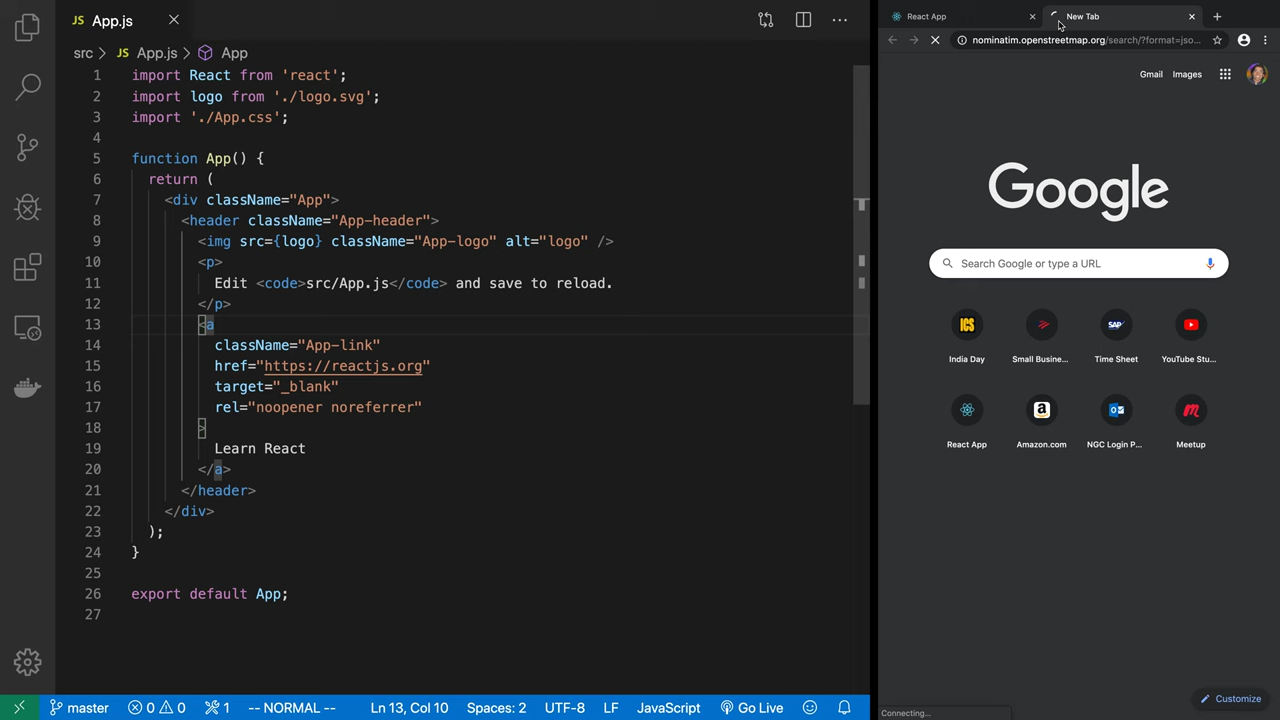 JS App.js
src > JS App.js > App
1 import React from 'react';
2 import logo from './logo.svg';
3 import './App.css';
4
5 function App() {
6 return (
7 <div className="App">
8 <header className="App-header">
9 <img src={logo} className="App-logo" alt="logo" />
10 <p>
11 Edit <code>src/App.js</code> and save to reload.
12 </p>
13 <a
14 className="App-link"
15 href="https://reactjs.org"
16 target="_blank"
17 rel="noopener noreferrer"
18 >
19 Learn React
20 </a>
21 </header>
22 </div>
23 );
24 }
25
26 export default App;
27
master 0 0 1 -- NORMAL -- Ln 13, Col 10 Spaces: 2 UTF-8 LF JavaScript Go Live
React App New Tab
nominatim.openstreetmap.org/search/?format=jso...
Gmail Images
Google
Search Google or type a URL
ICS SAP
India Day Small Busine... Time Sheet YouTube Stu...
React App Amazon.com NGC Login P... Meetup
Customize
Connecting...